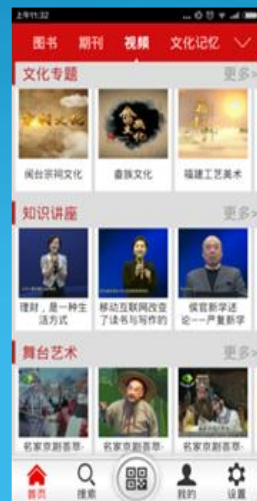 上午11:32
图书 期刊 视频 文化记忆
文化专题 更多»
闽台宗祠文化 畲族文化 福建工艺美术
知识讲座 更多»
理财，是一种生活方式
移动互联网改变了读书与写作的
侯官新学述论——严复新学
舞台艺术 更多»
名家京剧荟萃- 名家京剧荟萃- 名家京剧荟萃-
首页 搜索 我的 设置